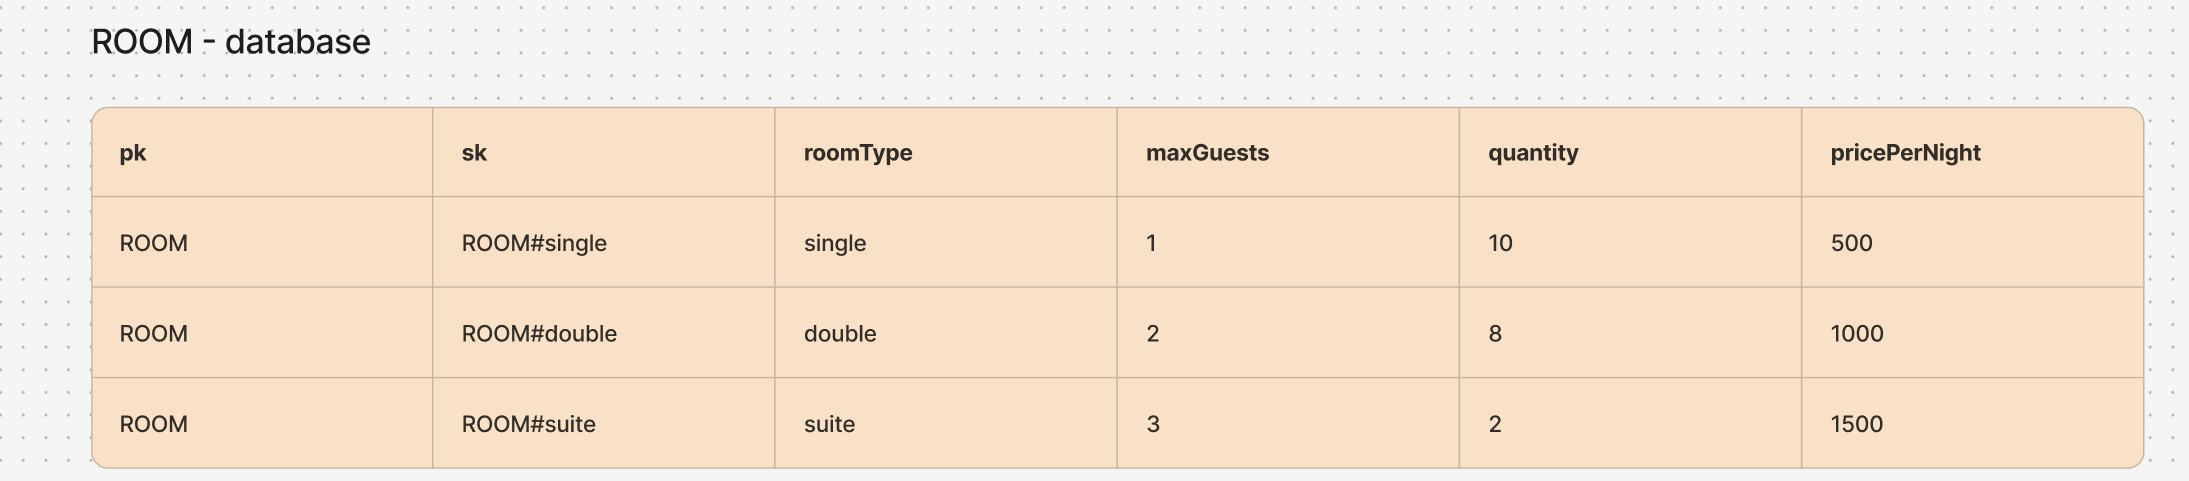 ROOM - database
pk sk roomType maxGuests quantity pricePerNight
ROOM ROOM#single single 1 10 500
ROOM ROOM#double double 2 8 1000
ROOM ROOM#suite suite 3 2 1500